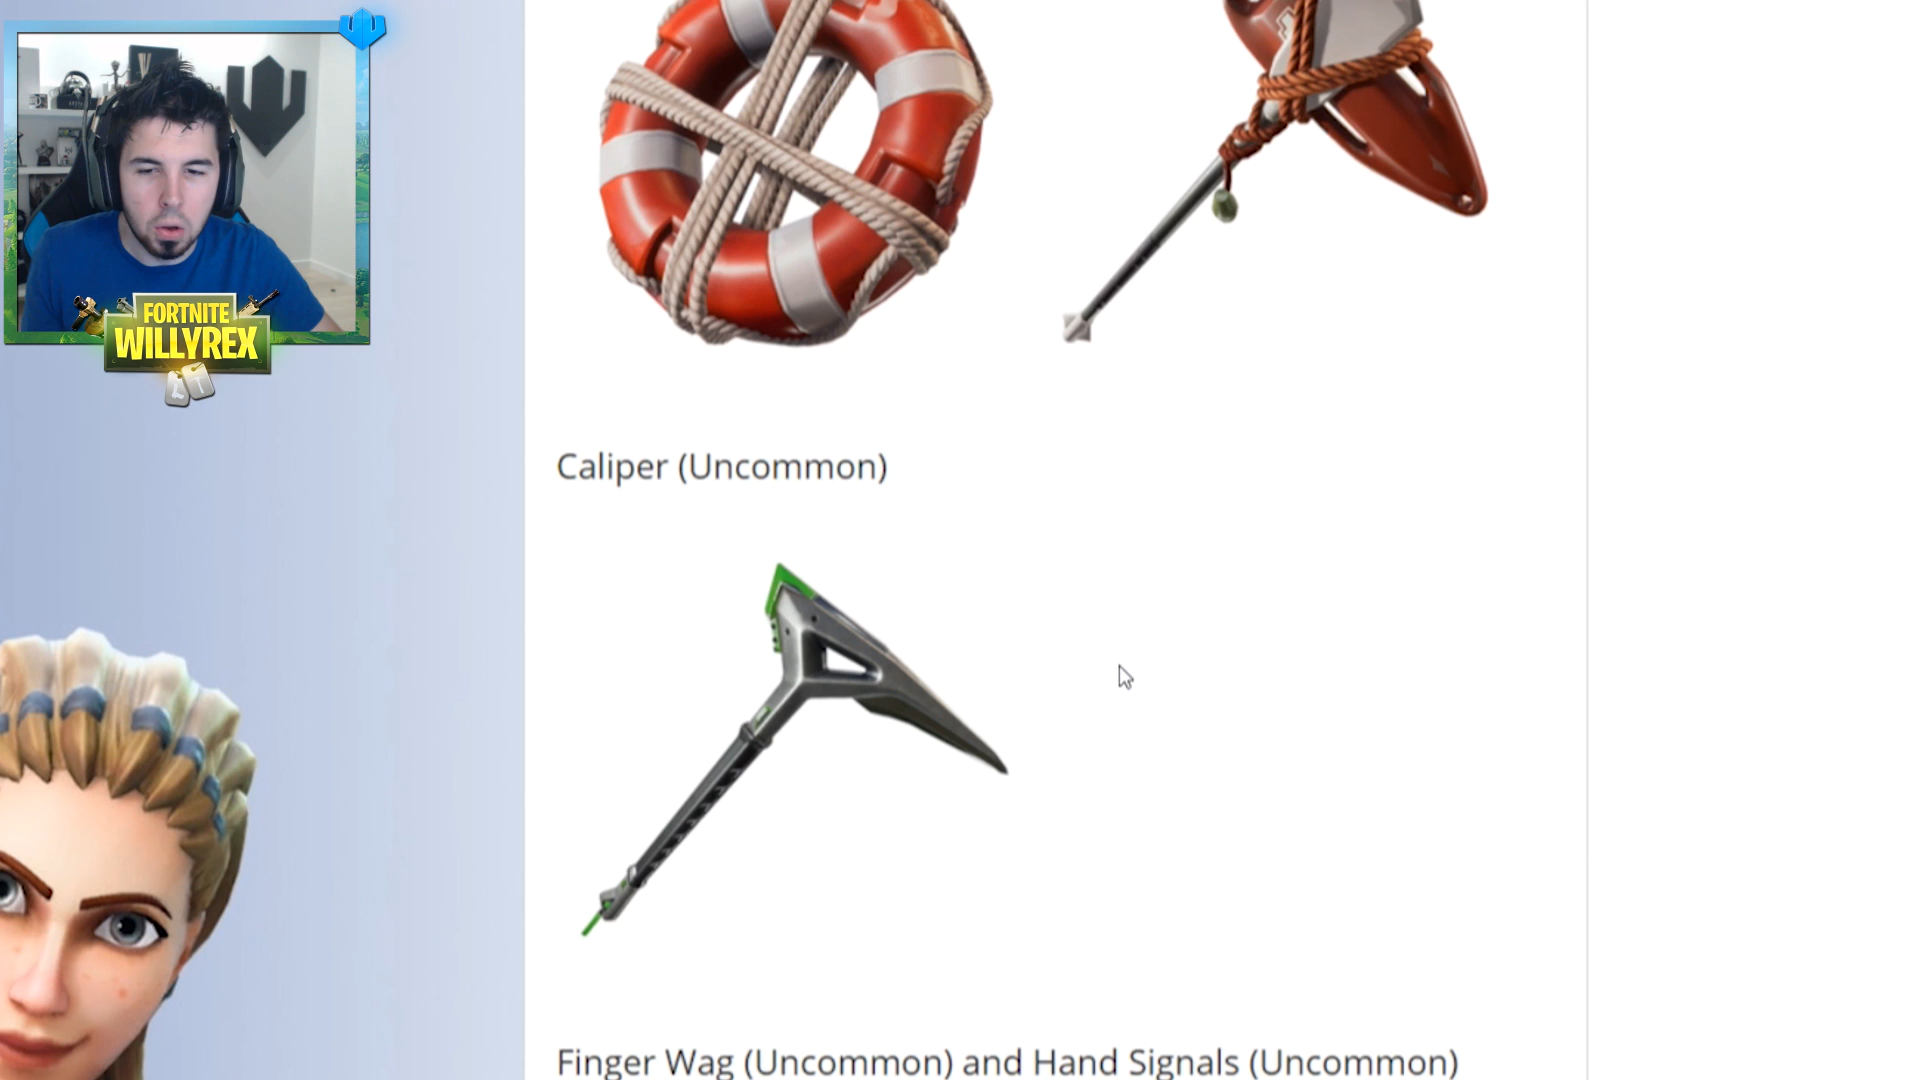 FORTNITE
WILLYREX
Caliper (Uncommon)
Finger Wag (Uncommon) and Hand Signals (Uncommon)